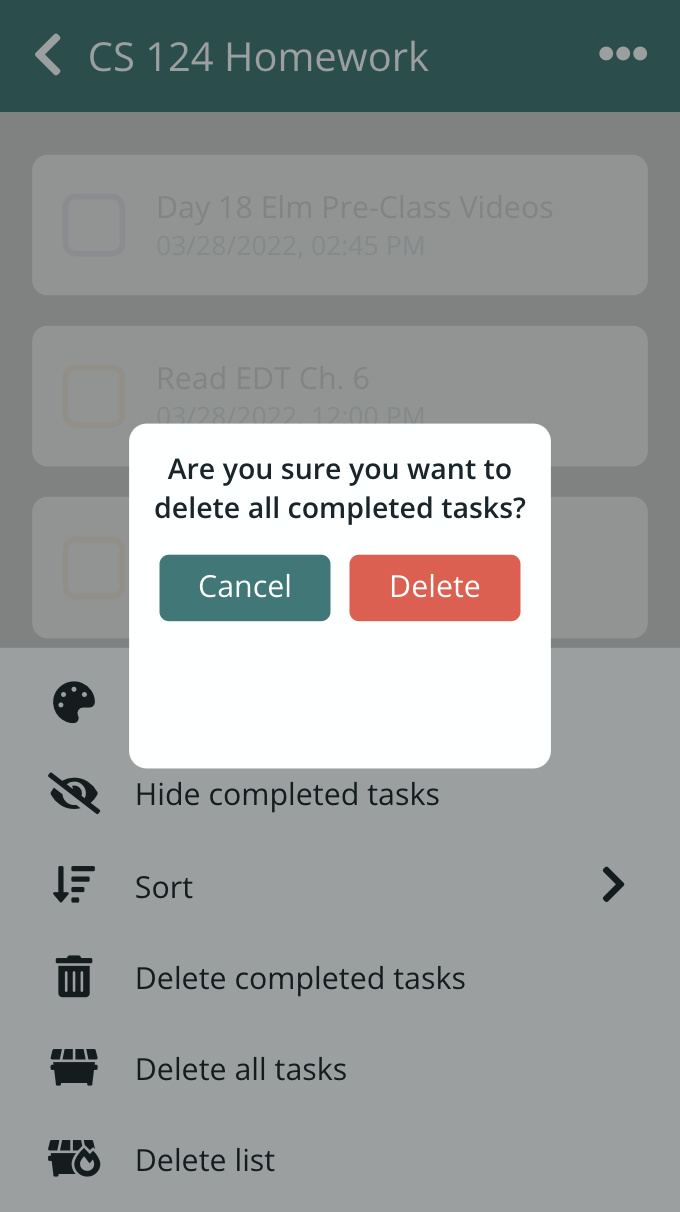 CS 124 Homework
Day 18 Elm Pre-Class Videos
03/28/2022, 02:45 PM
Read EDT Ch. 6
03/28/2022, 12:00 PM
Are you sure you want to
delete all completed tasks?
Cancel
Delete
Hide completed tasks
Sort
Delete completed tasks
Delete all tasks
Delete list